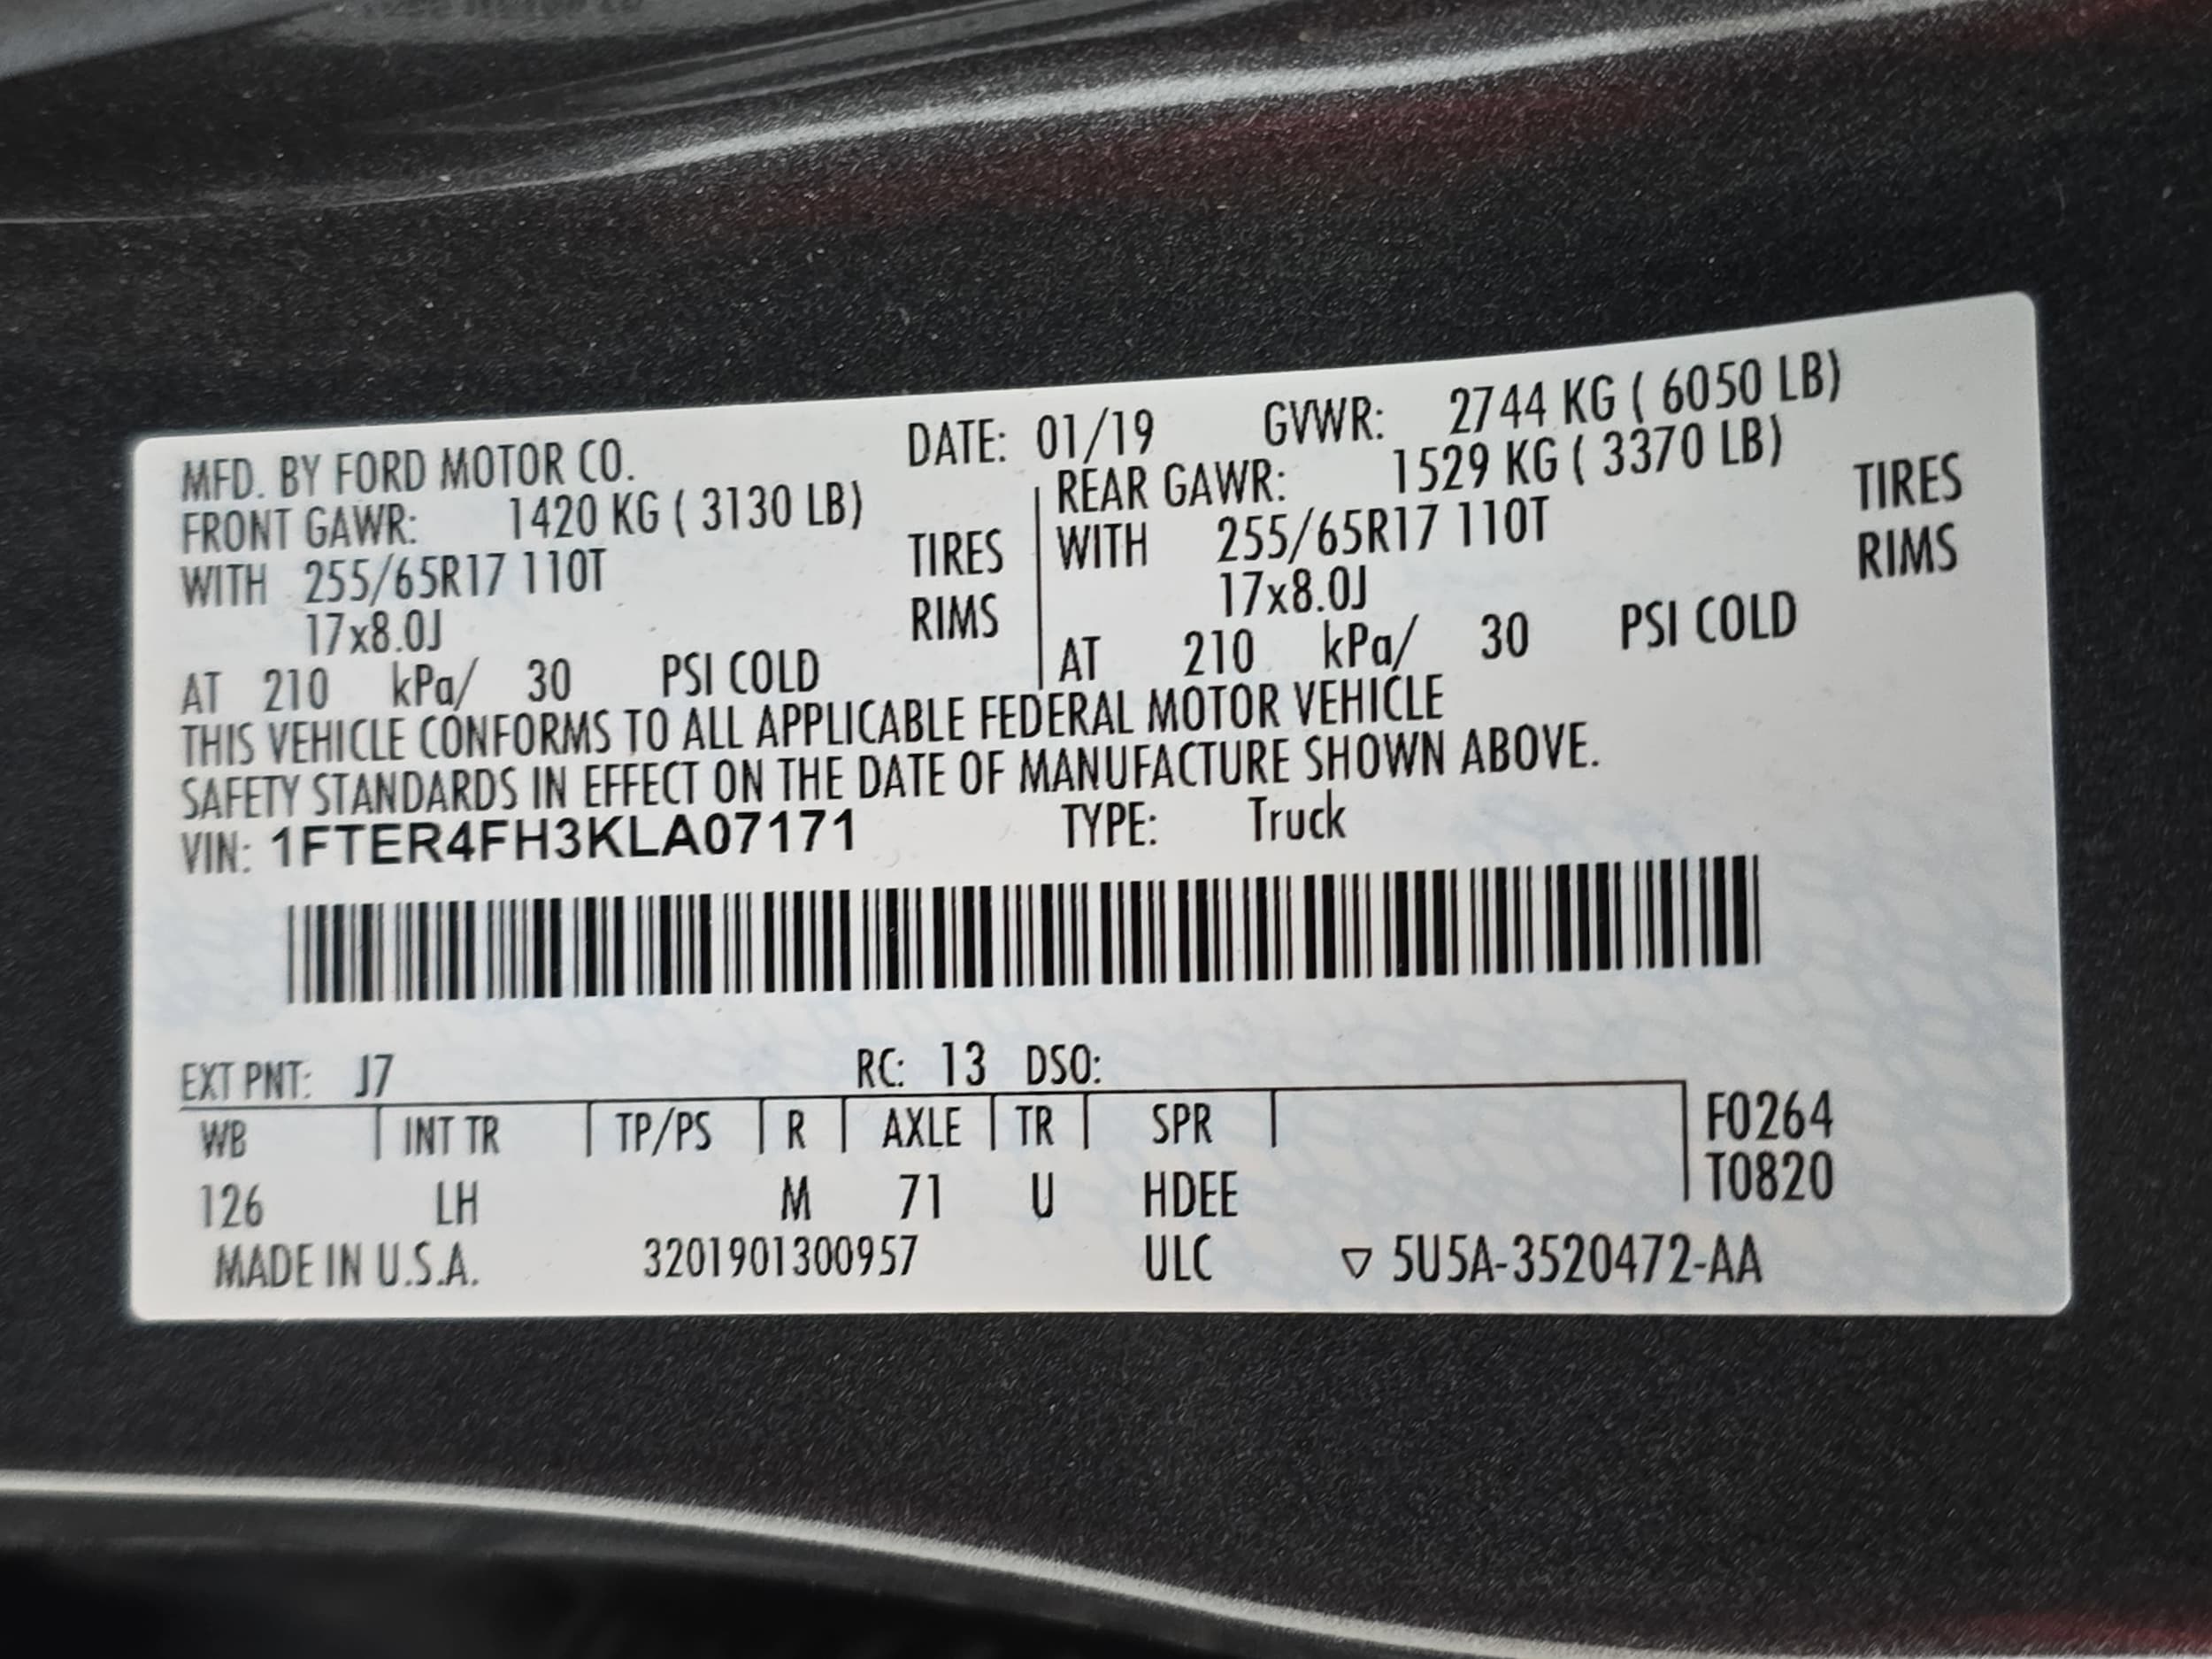 MFD. BY FORD MOTOR CO. DATE: 01/19 GVWR: 2744 KG ( 6050 LB)
FRONT GAWR: 1420 KG ( 3130 LB) REAR GAWR: 1529 KG ( 3370 LB)
WITH 255/65R17 110T TIRES WITH 255/65R17 110T TIRES
17x8.0J RIMS 17x8.0J RIMS
AT 210 kPa/ 30 PSI COLD AT 210 kPa/ 30 PSI COLD
THIS VEHICLE CONFORMS TO ALL APPLICABLE FEDERAL MOTOR VEHICLE
SAFETY STANDARDS IN EFFECT ON THE DATE OF MANUFACTURE SHOWN ABOVE.
VIN: 1FTER4FH3KLA07171 TYPE: Truck
EXT PNT: J7 RC: 13 DSO:
WB INT TR TP/PS R AXLE TR SPR F0264
126 LH M 71 U HDEE T0820
MADE IN U.S.A. 3201901300957 ULC ▽ 5U5A-3520472-AA